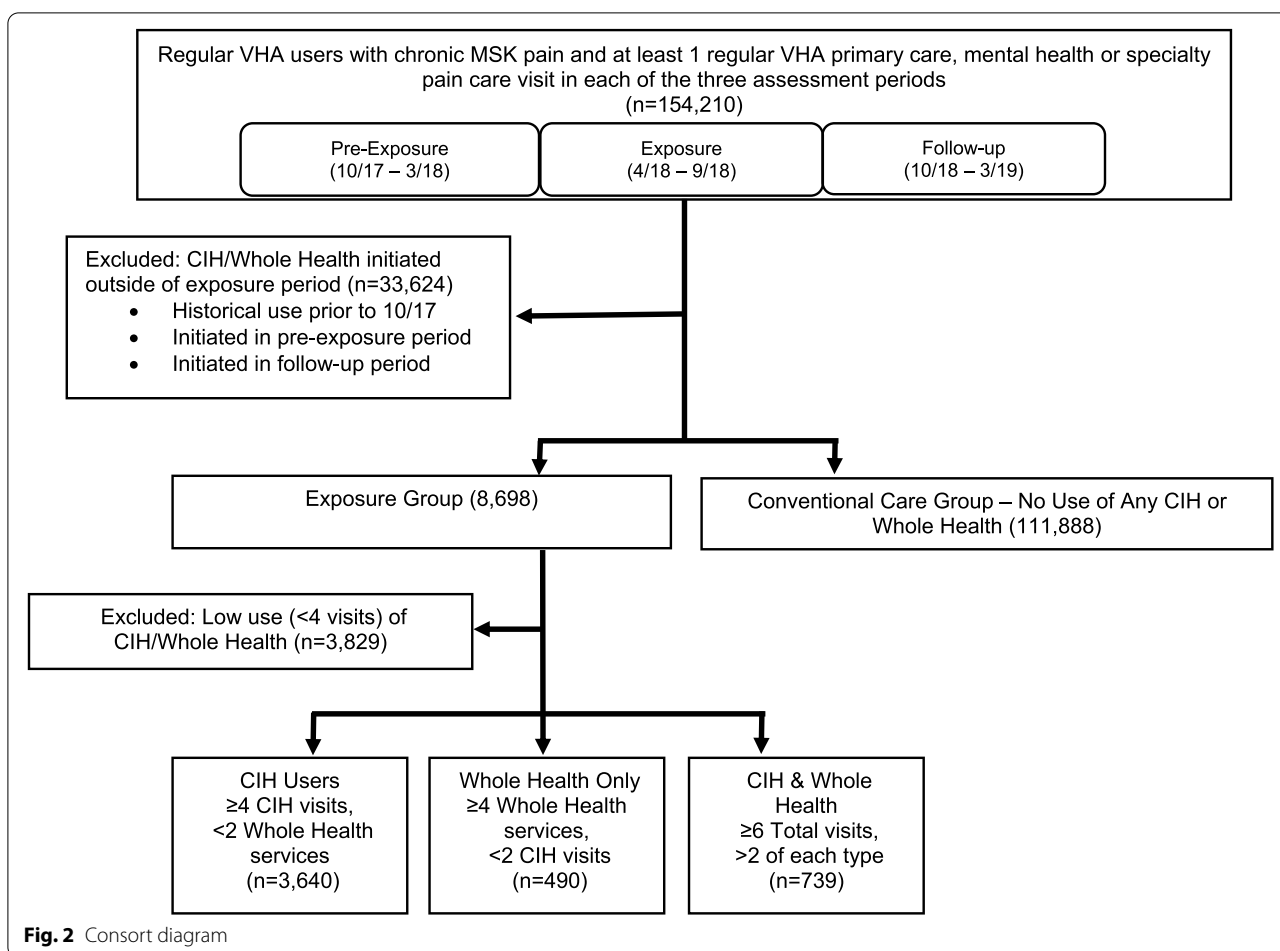 Regular VHA users with chronic MSK pain and at least 1 regular VHA primary care, mental health or specialty
pain care visit in each of the three assessment periods
(n=154,210)
Pre-Exposure
(10/17 – 3/18)
Exposure
(4/18 – 9/18)
Follow-up
(10/18 – 3/19)
Excluded: CIH/Whole Health initiated
outside of exposure period (n=33,624)
• Historical use prior to 10/17
• Initiated in pre-exposure period
• Initiated in follow-up period
Exposure Group (8,698)
Conventional Care Group – No Use of Any CIH or
Whole Health (111,888)
Excluded: Low use (<4 visits) of
CIH/Whole Health (n=3,829)
CIH Users
≥4 CIH visits,
<2 Whole Health
services
(n=3,640)
Whole Health Only
≥4 Whole Health
services,
<2 CIH visits
(n=490)
CIH & Whole
Health
≥6 Total visits,
>2 of each type
(n=739)
Fig. 2 Consort diagram